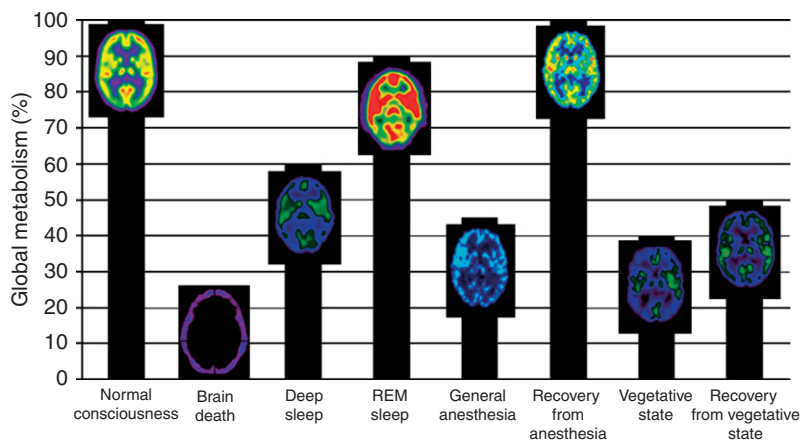 Global metabolism (%)
100
90
80
70
60
50
40
30
20
10
0
Normal
consciousness
Brain
death
Deep
sleep
REM
sleep
General
anesthesia
Recovery
from
anesthesia
Vegetative
state
Recovery
from vegetative
state